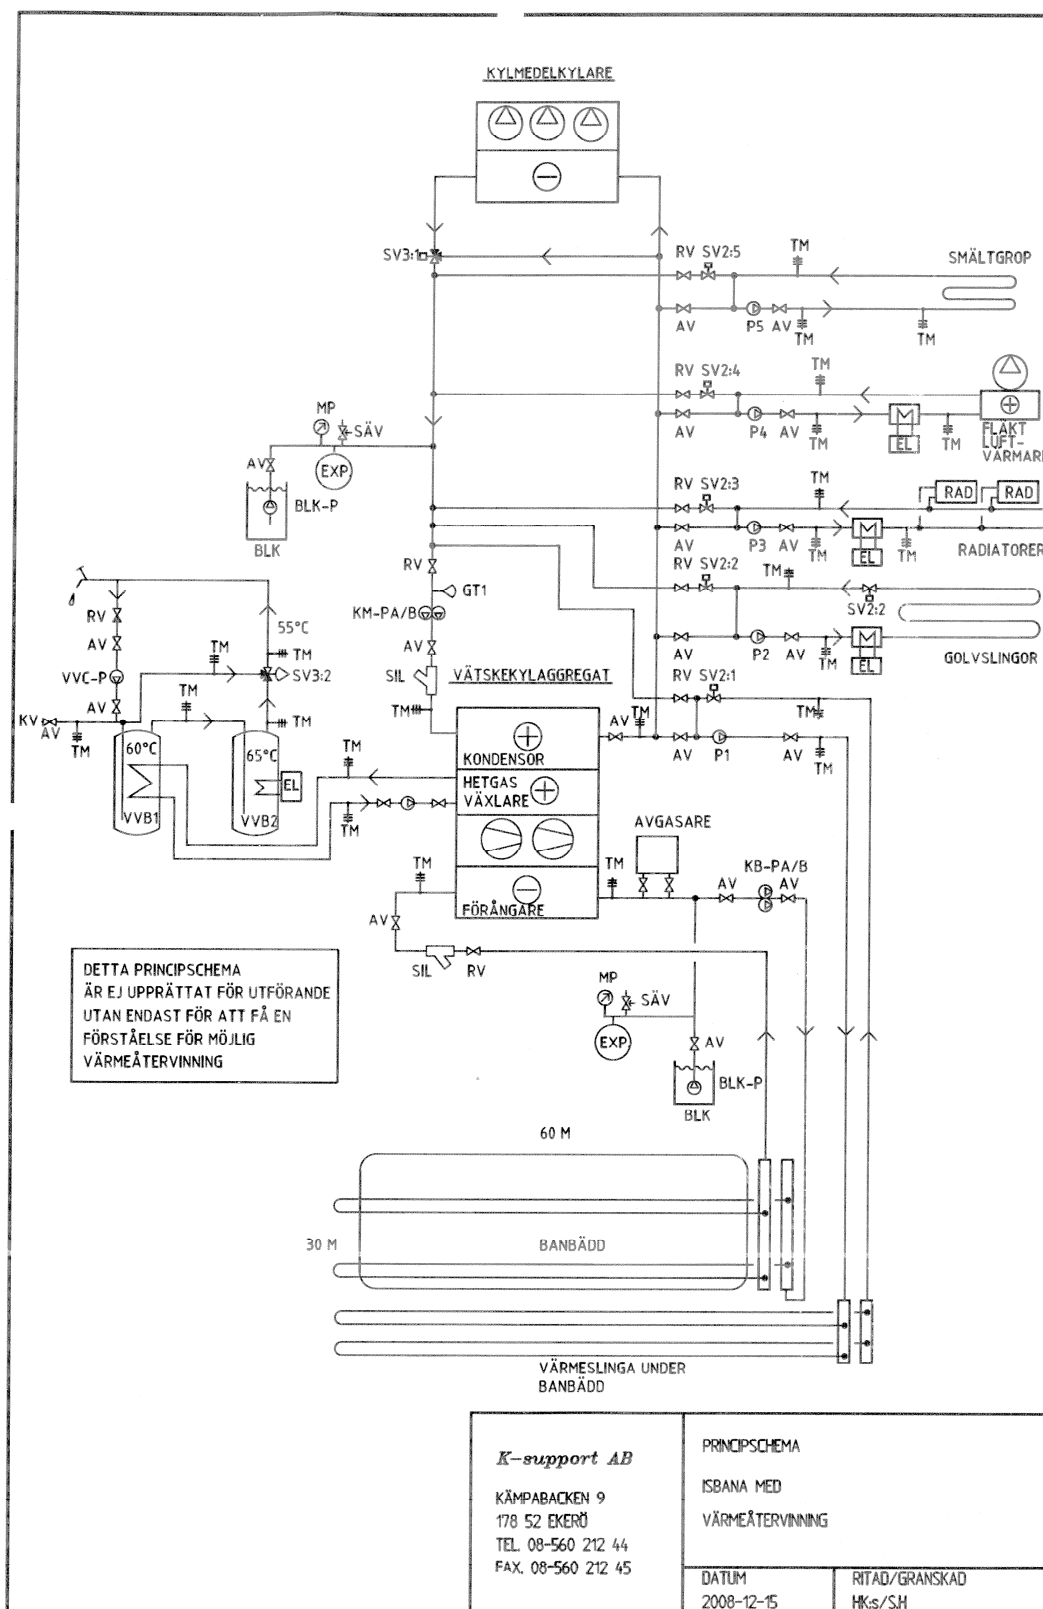 KYLMEDELKYLARE
SV3:1
RV SV2:5
TM
SMÄLTGROP
AV
P5
AV
TM
TM
RV SV2:4
TM
AV
P4
AV
TM
EL
TM
FLÄKT
LUFT-
VÄRMARE
MP
SÄV
EXP
AV
BLK-P
BLK
RV SV2:3
TM
RAD
RAD
AV
P3
AV
TM
EL
TM
RADIATORER
RV
GT1
KM-PA/B
AV
SIL
TM
RV SV2:2
TM
SV2:2
AV
P2
AV
TM
EL
GOLVSLINGOR
RV
AV
VVC-P
AV
KV
AV
TM
55°C
TM
TM
SV3:2
TM
TM
60°C
VVB1
65°C
EL
VVB2
VÄTSKEKYLAGGREGAT
KONDENSOR
HETGAS
VÄXLARE
FÖRÅNGARE
RV SV2:1
AV
TM
AV
P1
AV
TM
TM
TM
TM
TM
AV
SIL
RV
AVGASARE
TM
AV
KB-PA/B
AV
MP
SÄV
EXP
AV
BLK-P
BLK
DETTA PRINCIPSCHEMA
ÄR EJ UPPRÄTTAT FÖR UTFÖRANDE
UTAN ENDAST FÖR ATT FÅ EN
FÖRSTÅELSE FÖR MÖJLIG
VÄRMEÅTERVINNING
60 M
30 M
BANBÄDD
VÄRMESLINGA UNDER
BANBÄDD
K-support AB
KÄMPABACKEN 9
178 52 EKERÖ
TEL. 08-560 212 44
FAX. 08-560 212 45
PRINCIPSCHEMA
ISBANA MED
VÄRMEÅTERVINNING
DATUM
2008-12-15
RITAD/GRANSKAD
HK:s/S.H